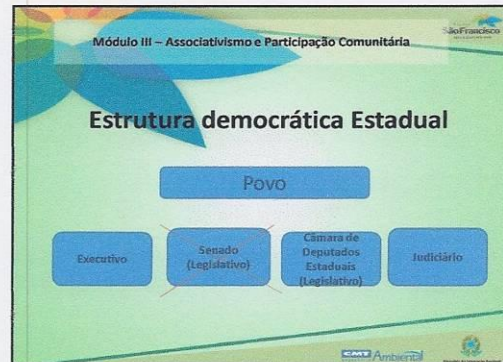 São Francisco
Módulo III – Associativismo e Participação Comunitária
Estrutura democrática Estadual
Povo
Executivo
Senado
(Legislativo)
Câmara de
Deputados
Estaduais
(Legislativo)
Judiciário
CMT Ambiental